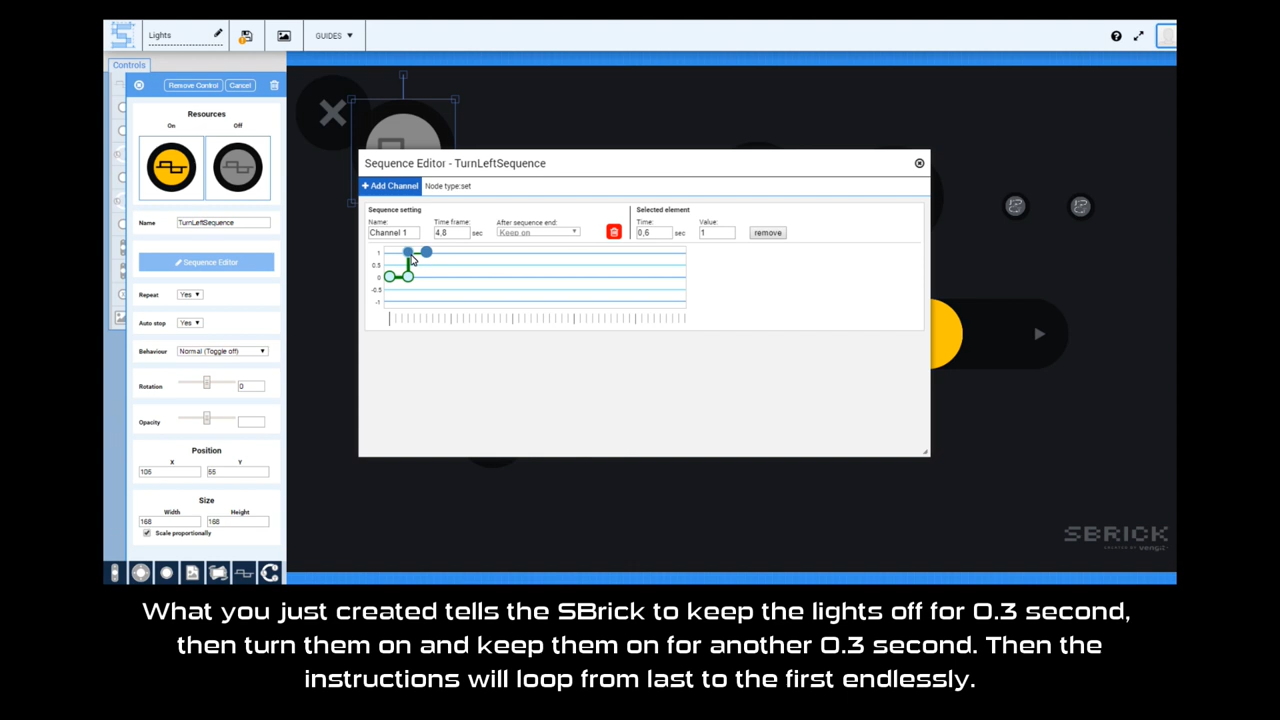 Lights
GUIDES ▼
Controls
Remove Control
Cancel
Resources
On
Off
Name
TurnLeftSequence
Sequence Editor
Repeat
Yes
Auto stop
Yes
Behaviour
Normal (Toggle off)
Rotation
0
Opacity
Position
X
Y
105
55
Size
Width
Height
168
168
Scale proportionally
Sequence Editor - TurnLeftSequence
+ Add Channel
Node type:set
Sequence setting
Name:
Time frame:
After sequence end:
Channel 1
4,8
sec
Keep on
Selected element
Time:
Value:
0,6
sec
1
remove
1
0.5
0
-0.5
-1
SBRICK
CREATED BY Vengit
What you just created tells the SBrick to keep the lights off for 0.3 second,
then turn them on and keep them on for another 0.3 second. Then the
instructions will loop from last to the first endlessly.